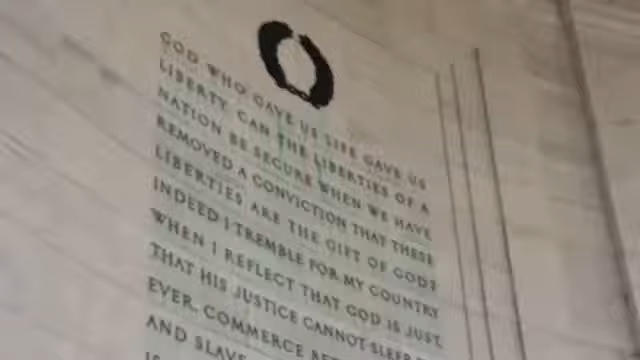 GOD WHO GAVE US LIFE GAVE US
LIBERTY. CAN THE LIBERTIES OF A
NATION BE SECURE WHEN WE HAVE
REMOVED A CONVICTION THAT THESE
LIBERTIES ARE THE GIFT OF GOD?
INDEED I TREMBLE FOR MY COUNTRY
WHEN I REFLECT THAT GOD IS JUST,
THAT HIS JUSTICE CANNOT SLEEP
EVER. COMMERCE
AND